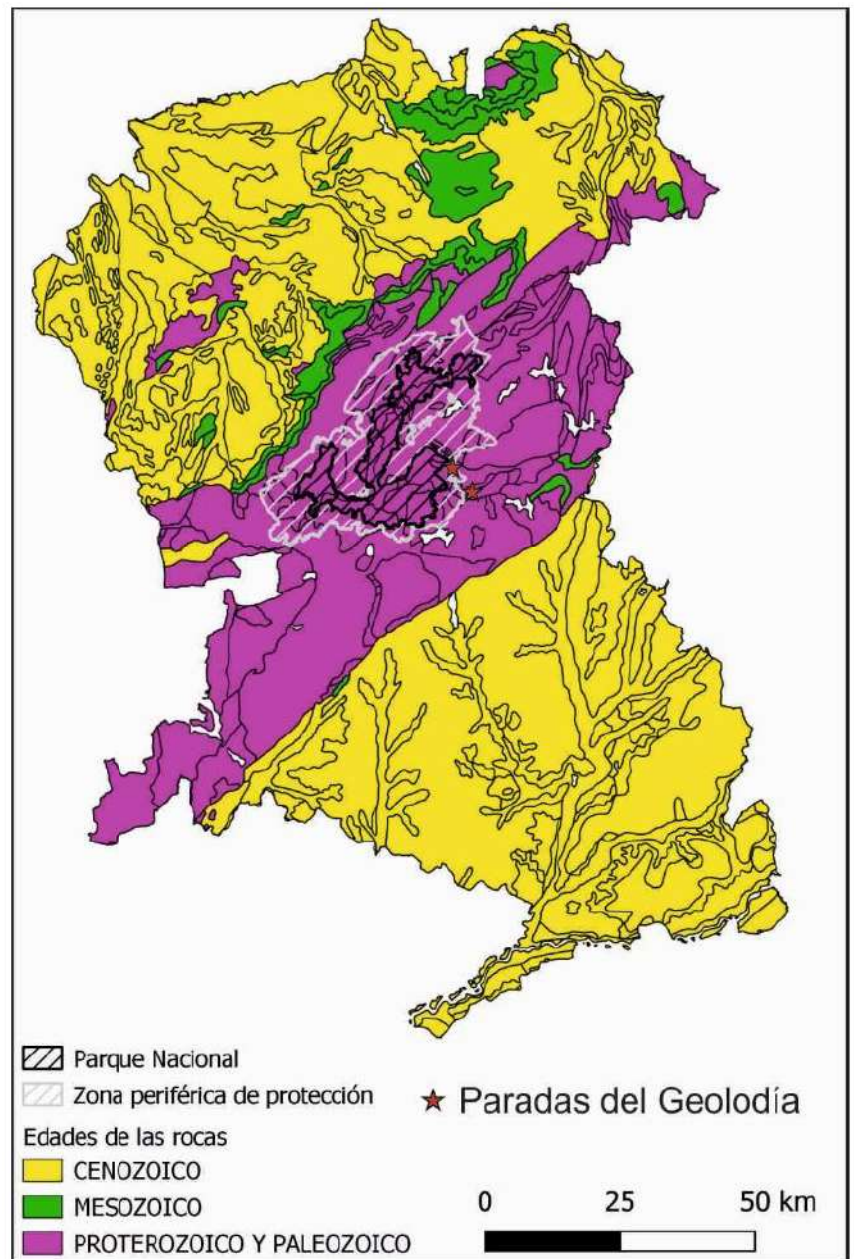 Parque Nacional
Zona periférica de protección
Paradas del Geolodía
Edades de las rocas
CENOZOICO
MESOZOICO
PROTEROZOICO Y PALEOZOICO
0 25 50 km